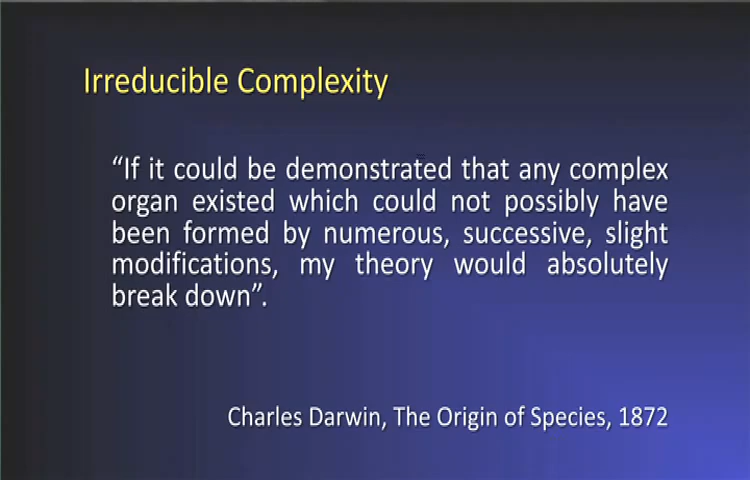 Irreducible Complexity
“If it could be demonstrated that any complex
organ existed which could not possibly have
been formed by numerous, successive, slight
modifications, my theory would absolutely
break down”.
Charles Darwin, The Origin of Species, 1872